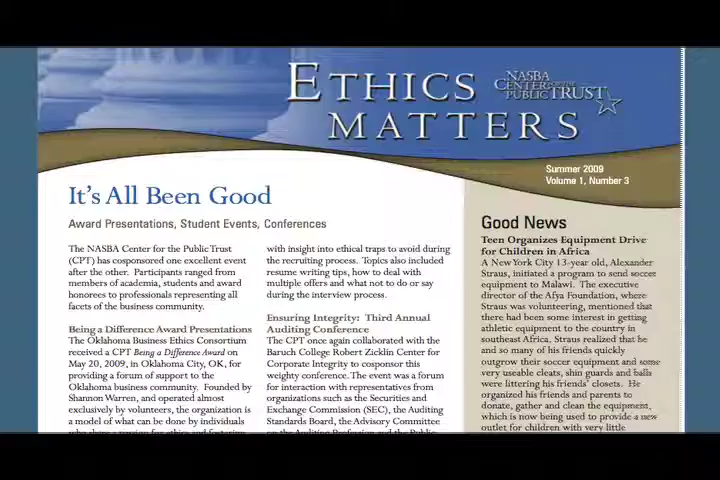 ETHICS
MATTERS
NASBA
CENTER FOR THE
PUBLIC TRUST
Summer 2009
Volume 1, Number 3
It's All Been Good
Award Presentations, Student Events, Conferences
The NASBA Center for the Public Trust
(CPT) has cosponsored one excellent event
after the other. Participants ranged from
members of academia, students and award
honorees to professionals representing all
facets of the business community.
Being a Difference Award Presentations
The Oklahoma Business Ethics Consortium
received a CPT Being a Difference Award on
May 20, 2009, in Oklahoma City, OK, for
providing a forum of support to the
Oklahoma business community. Founded by
Shannon Warren, and operated almost
exclusively by volunteers, the organization is
a model of what can be done by individuals
with insight into ethical traps to avoid during
the recruiting process. Topics also included
resume writing tips, how to deal with
multiple offers and what not to do or say
during the interview process.
Ensuring Integrity: Third Annual
Auditing Conference
The CPT once again collaborated with the
Baruch College Robert Zicklin Center for
Corporate Integrity to cosponsor this
weighty conference. The event was a forum
for interaction with representatives from
organizations such as the Securities and
Exchange Commission (SEC), the Auditing
Standards Board, the Advisory Committee
on the Auditing Profession and the Public
Good News
Teen Organizes Equipment Drive
for Children in Africa
A New York City 13-year old, Alexander
Straus, initiated a program to send soccer
equipment to Malawi. The executive
director of the Afya Foundation, where
Straus was volunteering, mentioned that
there had been some interest in getting
athletic equipment to the country in
southeast Africa. Straus realized that he
and so many of his friends quickly
outgrow their soccer equipment and some
very useable cleats, shin guards and balls
were littering his friends' closets. He
organized his friends and parents to
donate, gather and clean the equipment,
which is now being used to provide a new
outlet for children with very little